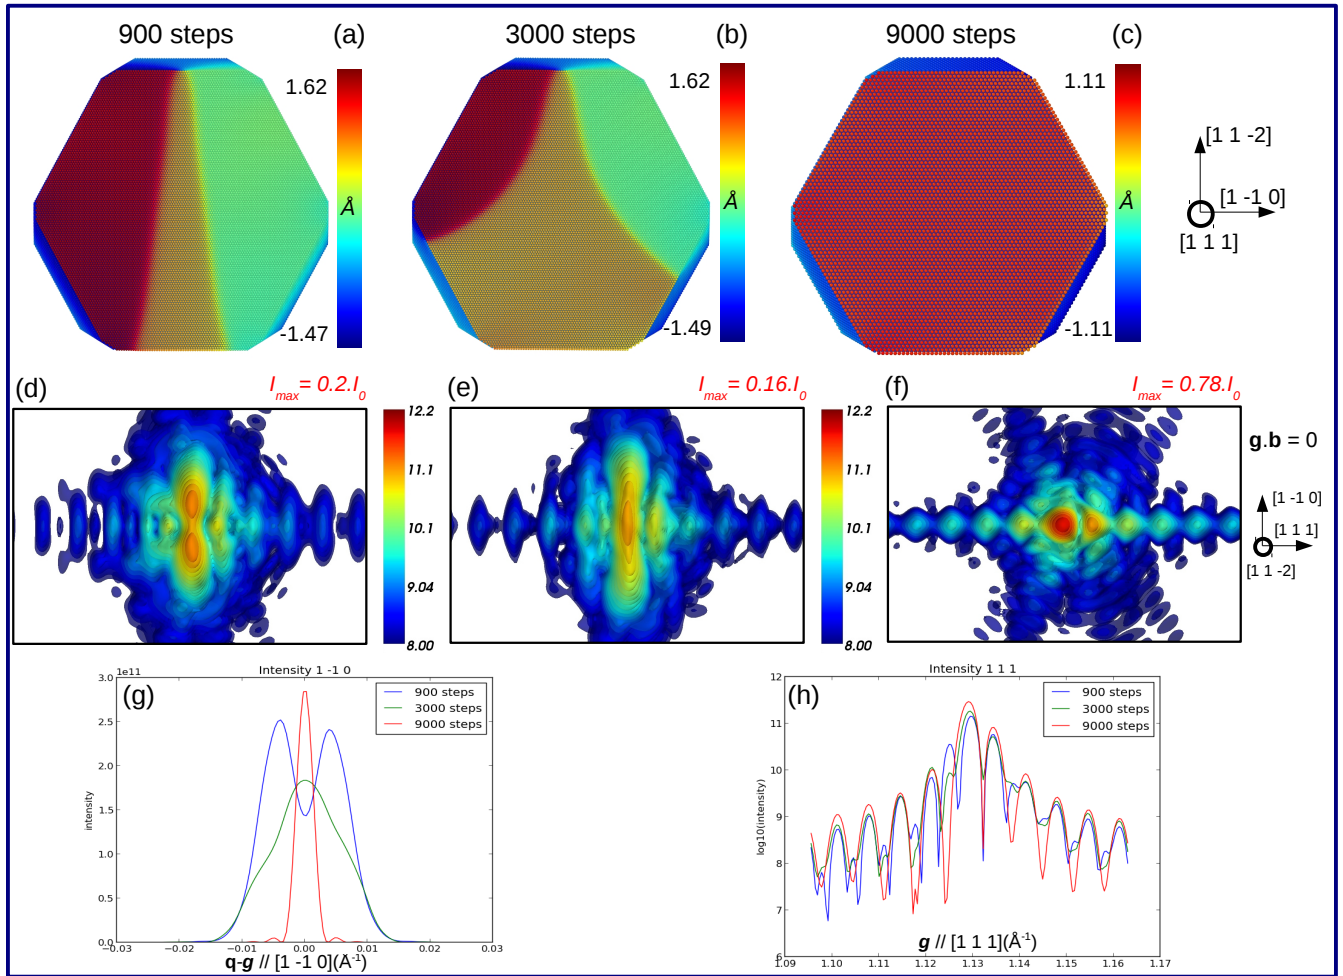 900 steps (a)
3000 steps (b)
9000 steps (c)
1.62
Å
-1.47
1.62
Å
-1.49
1.11
Å
-1.11
[1 1 -2]
[1 -1 0]
[1 1 1]
(d) I_max = 0.2.I_0
(e) I_max = 0.16.I_0
(f) I_max = 0.78.I_0
12.2
11.1
10.1
9.04
8.00
12.2
11.1
10.1
9.04
8.00
g.b = 0
[1 -1 0]
[1 1 1]
[1 1 -2]
Intensity 1 -1 0
1e11
(g)
900 steps
3000 steps
9000 steps
3.0
2.5
2.0
1.5
1.0
0.5
0.0
intensity
−0.03 −0.02 −0.01 0.00 0.01 0.02 0.03
q-g // [1 -1 0](Å⁻¹)
Intensity 1 1 1
(h)
900 steps
3000 steps
9000 steps
12
11
10
9
8
7
6
log10(intensity)
g // [1 1 1](Å⁻¹)
1.09 1.10 1.11 1.12 1.13 1.14 1.15 1.16 1.17